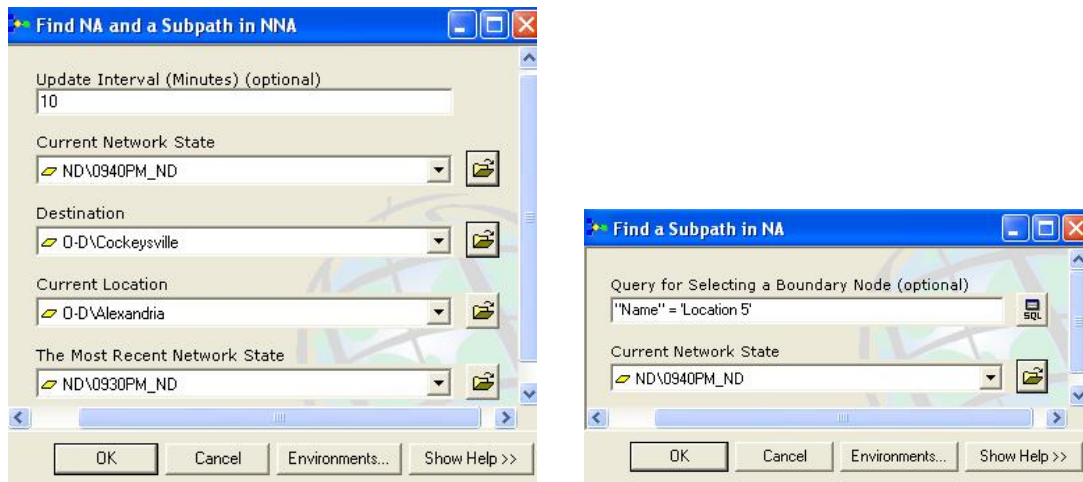 Find NA and a Subpath in NNA
Update Interval (Minutes) (optional)
10
Current Network State
ND\0940PM_ND
Destination
O-D\Cockeysville
Current Location
O-D\Alexandria
The Most Recent Network State
ND\0930PM_ND
OK Cancel Environments... Show Help >>
Find a Subpath in NA
Query for Selecting a Boundary Node (optional)
"Name" = 'Location 5'
SQL
Current Network State
ND\0940PM_ND
OK Cancel Environments... Show Help >>